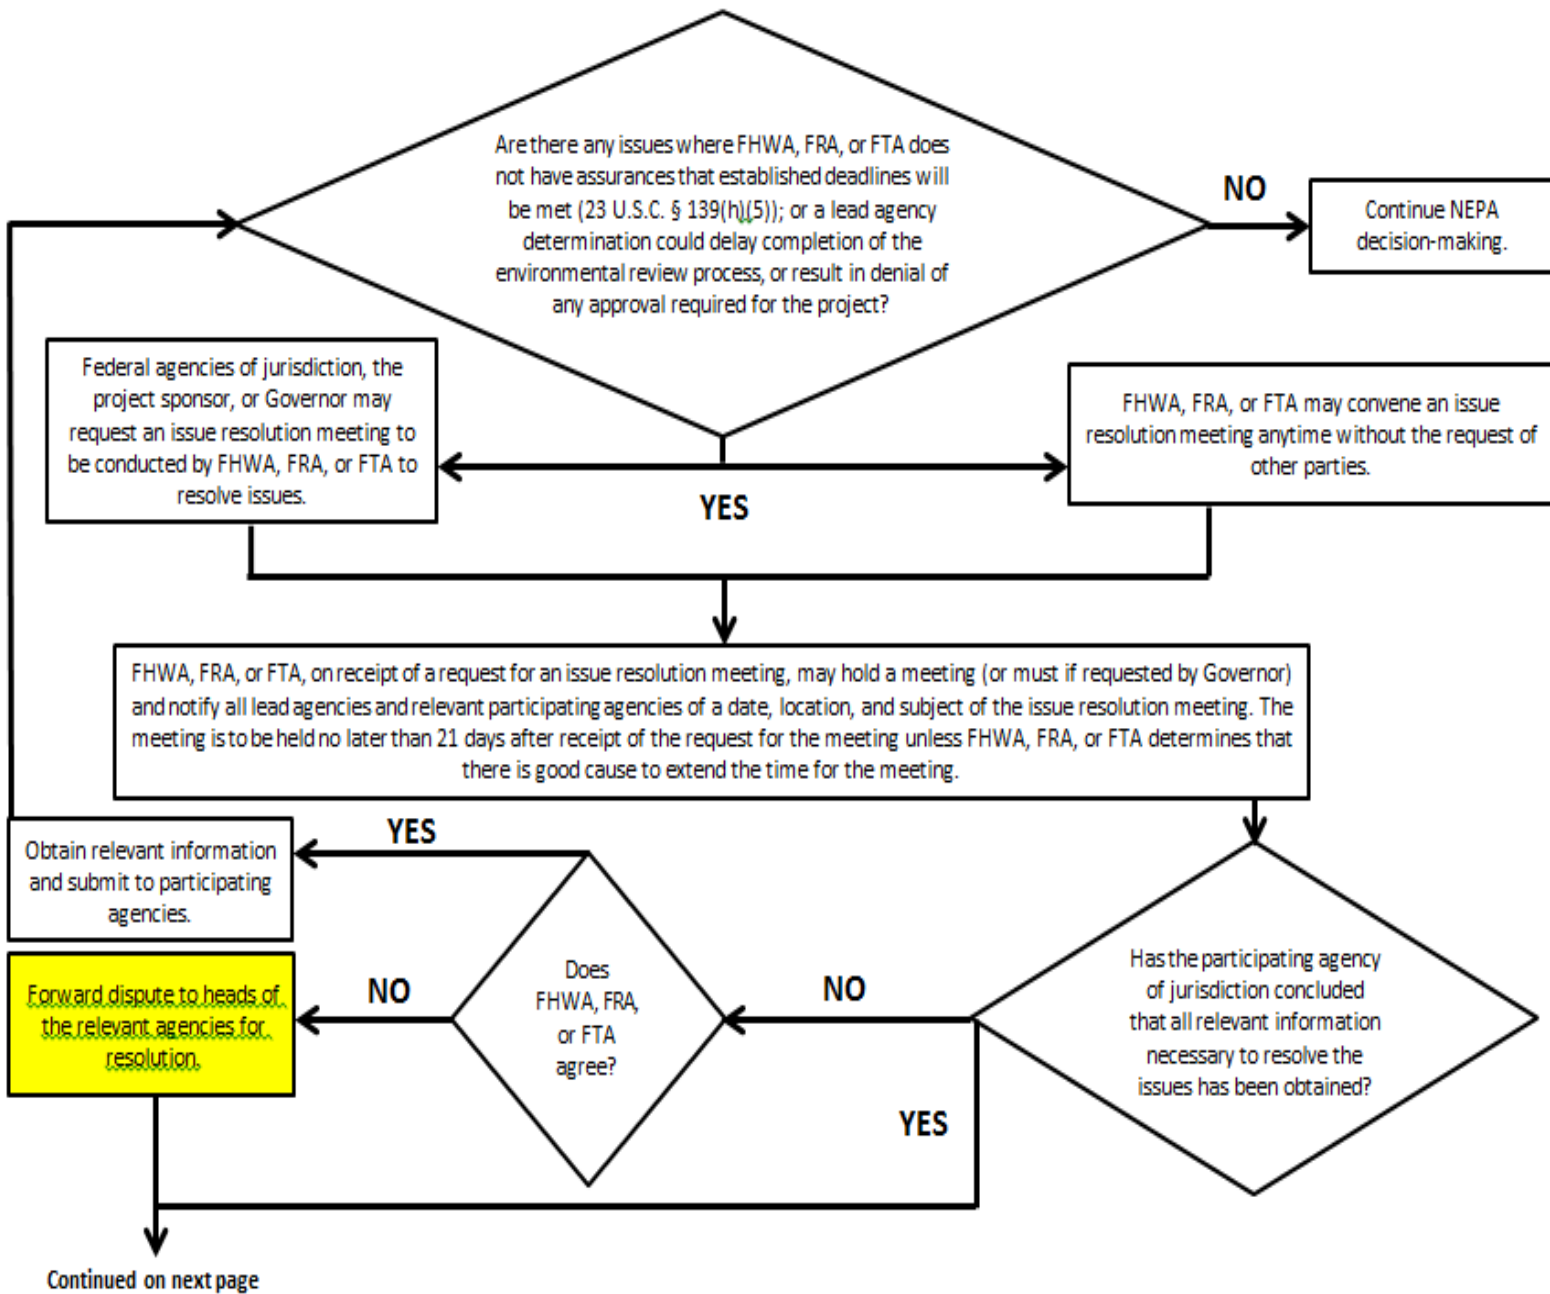 Are there any issues where FHWA, FRA, or FTA does
not have assurances that established deadlines will
be met (23 U.S.C. § 139(h)(5)); or a lead agency
determination could delay completion of the
environmental review process, or result in denial of
any approval required for the project?
NO
Continue NEPA
decision-making.
Federal agencies of jurisdiction, the
project sponsor, or Governor may
request an issue resolution meeting to
be conducted by FHWA, FRA, or FTA to
resolve issues.
YES
FHWA, FRA, or FTA may convene an issue
resolution meeting anytime without the request of
other parties.
FHWA, FRA, or FTA, on receipt of a request for an issue resolution meeting, may hold a meeting (or must if requested by Governor)
and notify all lead agencies and relevant participating agencies of a date, location, and subject of the issue resolution meeting. The
meeting is to be held no later than 21 days after receipt of the request for the meeting unless FHWA, FRA, or FTA determines that
there is good cause to extend the time for the meeting.
YES
Obtain relevant information
and submit to participating
agencies.
Forward dispute to heads of
the relevant agencies for
resolution.
NO
Does
FHWA, FRA,
or FTA
agree?
NO
Has the participating agency
of jurisdiction concluded
that all relevant information
necessary to resolve the
issues has been obtained?
YES
Continued on next page